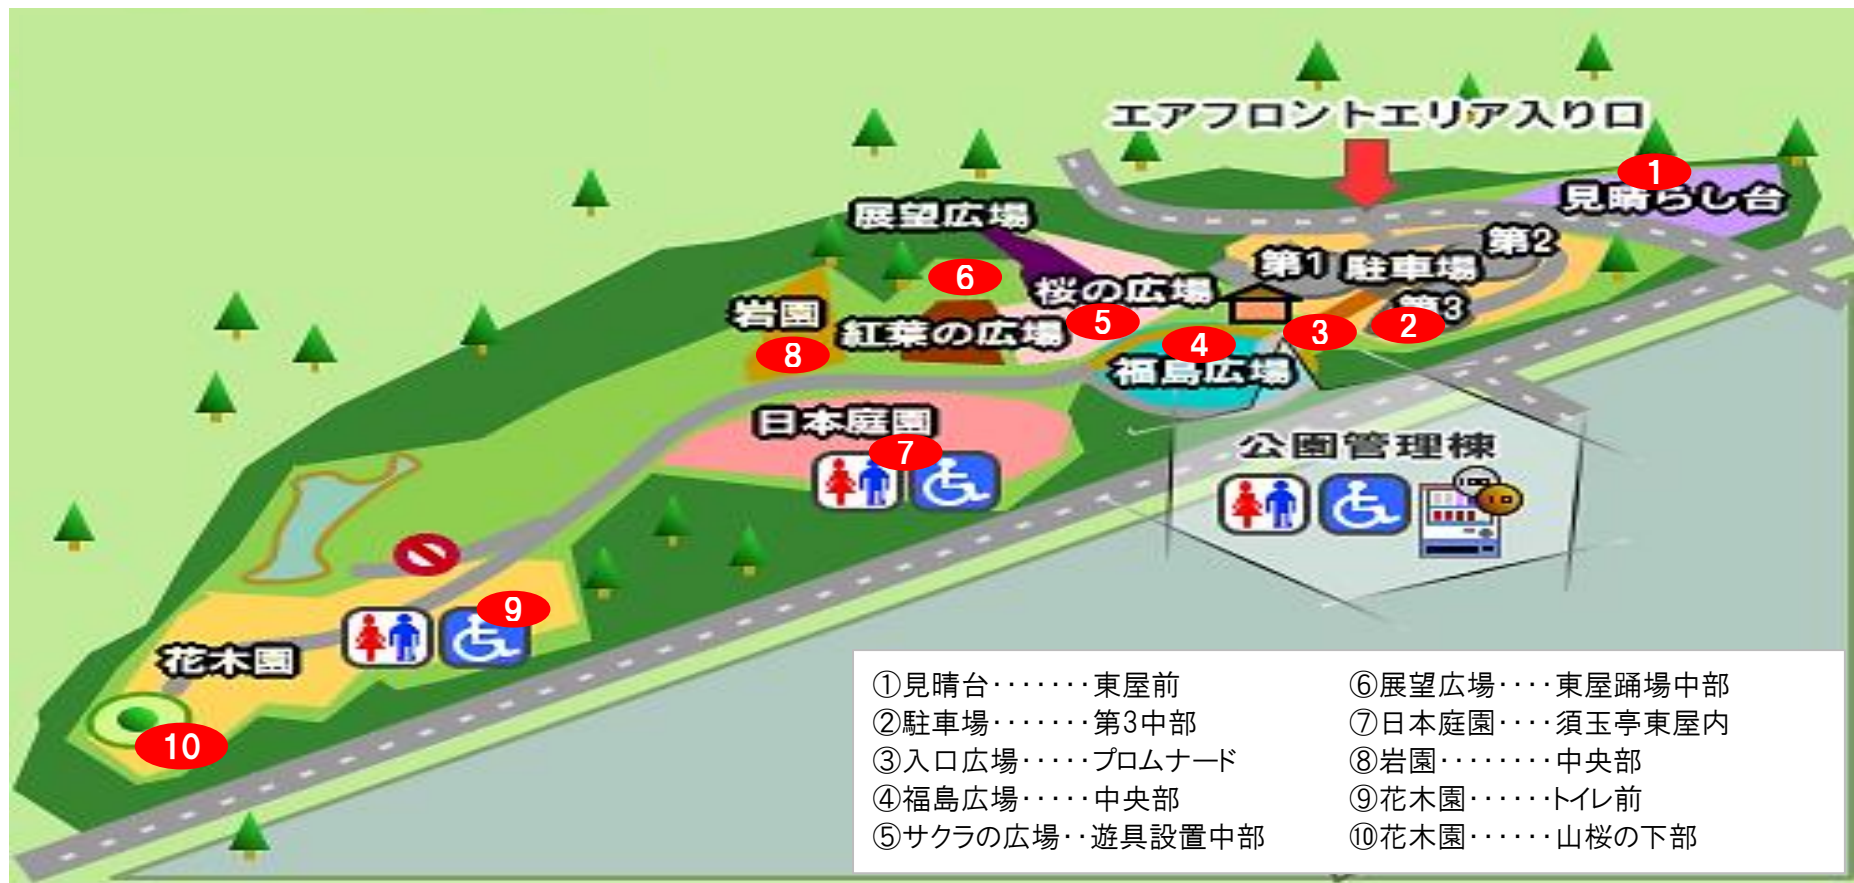 エアフロントエリア入り口
1
見晴らし台
展望広場
第2
第1 駐車場
6
桜の広場
第3
岩園
紅葉の広場
5
4
3
2
8
福島広場
日本庭園
7
公園管理棟
100
10
9
花木園
10
①見晴台・・・・・・・東屋前
②駐車場・・・・・・・第3中部
③入口広場・・・・・プロムナード
④福島広場・・・・・中央部
⑤サクラの広場・・遊具設置中部
⑥展望広場・・・・東屋踊場中部
⑦日本庭園・・・・須玉亭東屋内
⑧岩園・・・・・・・・中央部
⑨花木園・・・・・・トイレ前
⑩花木園・・・・・・山桜の下部